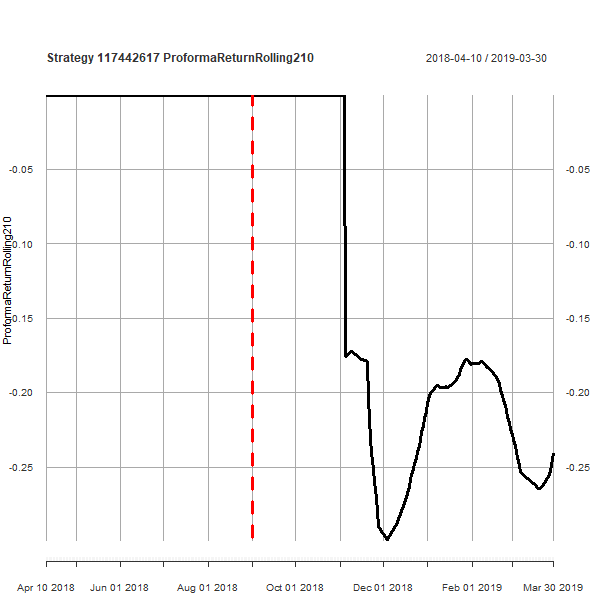 Strategy 117442617 ProformaReturnRolling210
2018-04-10 / 2019-03-30
-0.05 -0.05
-0.10 -0.10
-0.15 -0.15
-0.20 -0.20
-0.25 -0.25
ProformaReturnRolling210
Apr 10 2018 Jun 01 2018 Aug 01 2018 Oct 01 2018 Dec 01 2018 Feb 01 2019 Mar 30 2019